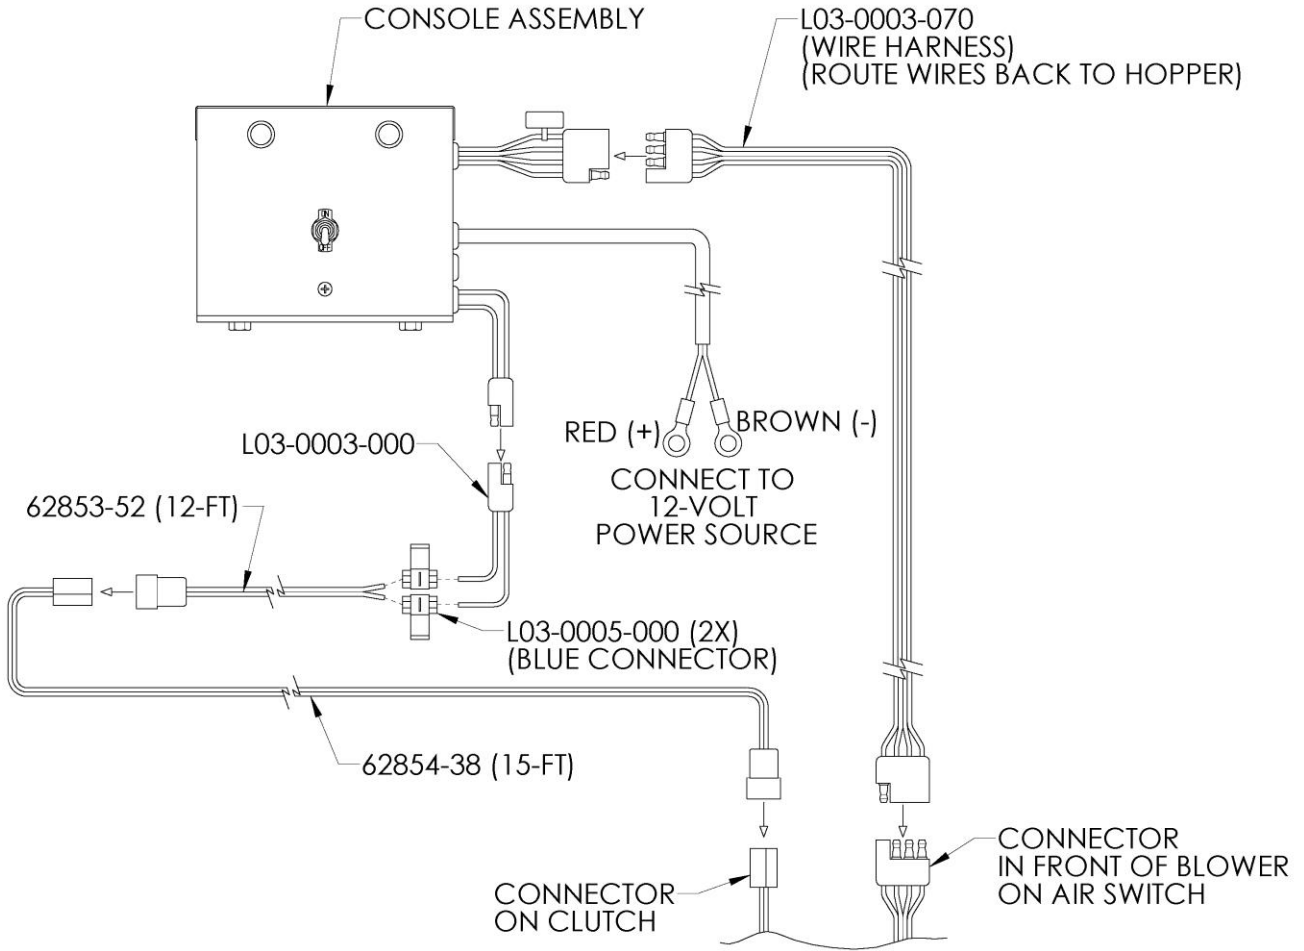 CONSOLE ASSEMBLY
L03-0003-070
(WIRE HARNESS)
(ROUTE WIRES BACK TO HOPPER)
ON
OFF
RED (+)
BROWN (-)
CONNECT TO
12-VOLT
POWER SOURCE
L03-0003-000
62853-52 (12-FT)
L03-0005-000 (2X)
(BLUE CONNECTOR)
62854-38 (15-FT)
CONNECTOR
ON CLUTCH
CONNECTOR
IN FRONT OF BLOWER
ON AIR SWITCH